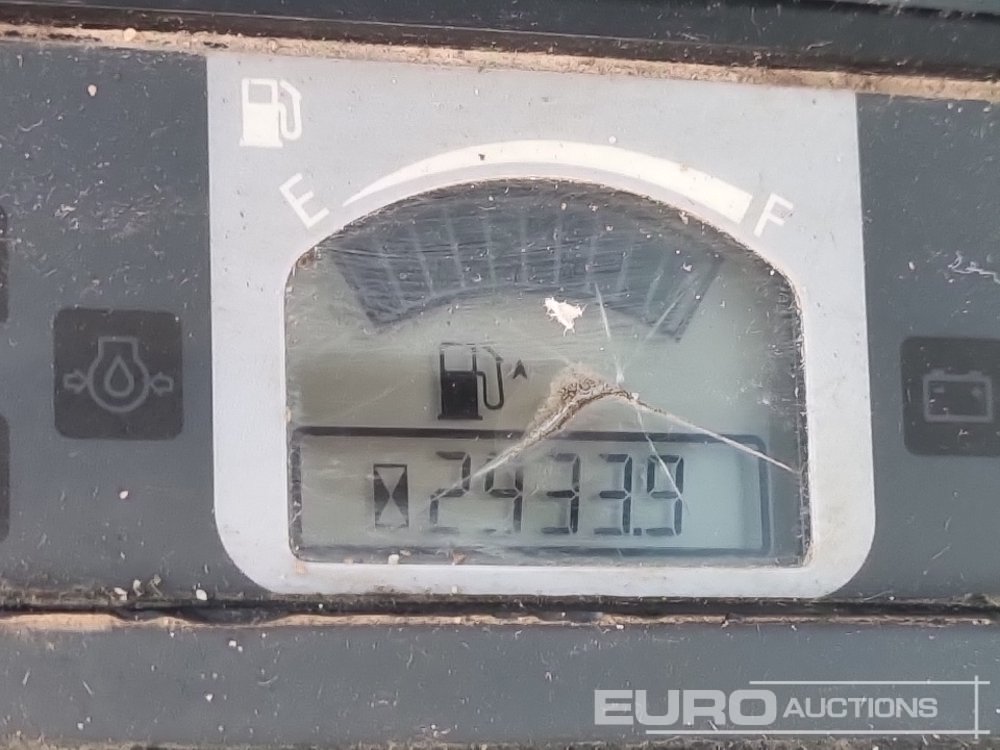 E F
2433.9
EURO AUCTIONS